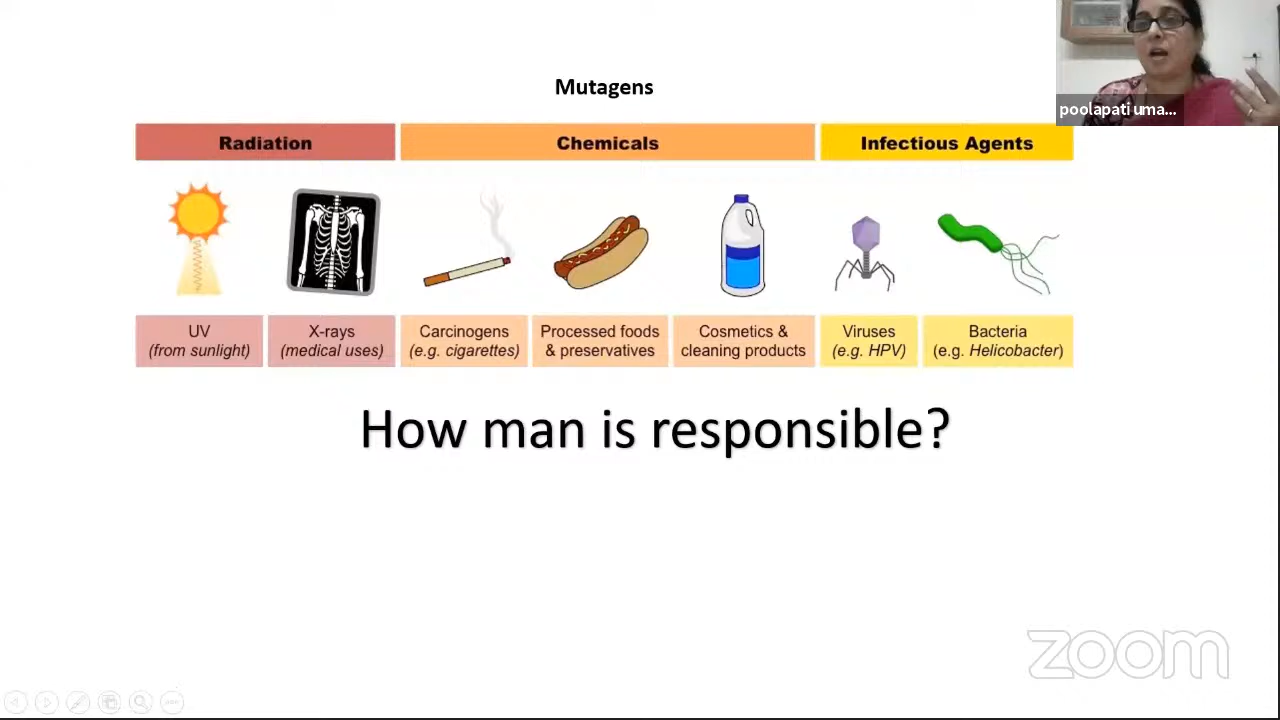 Mutagens
poolapati uma...
Radiation
Chemicals
Infectious Agents
UV
(from sunlight)
X-rays
(medical uses)
Carcinogens
(e.g. cigarettes)
Processed foods
& preservatives
Cosmetics &
cleaning products
Viruses
(e.g. HPV)
Bacteria
(e.g. Helicobacter)
How man is responsible?
zoom